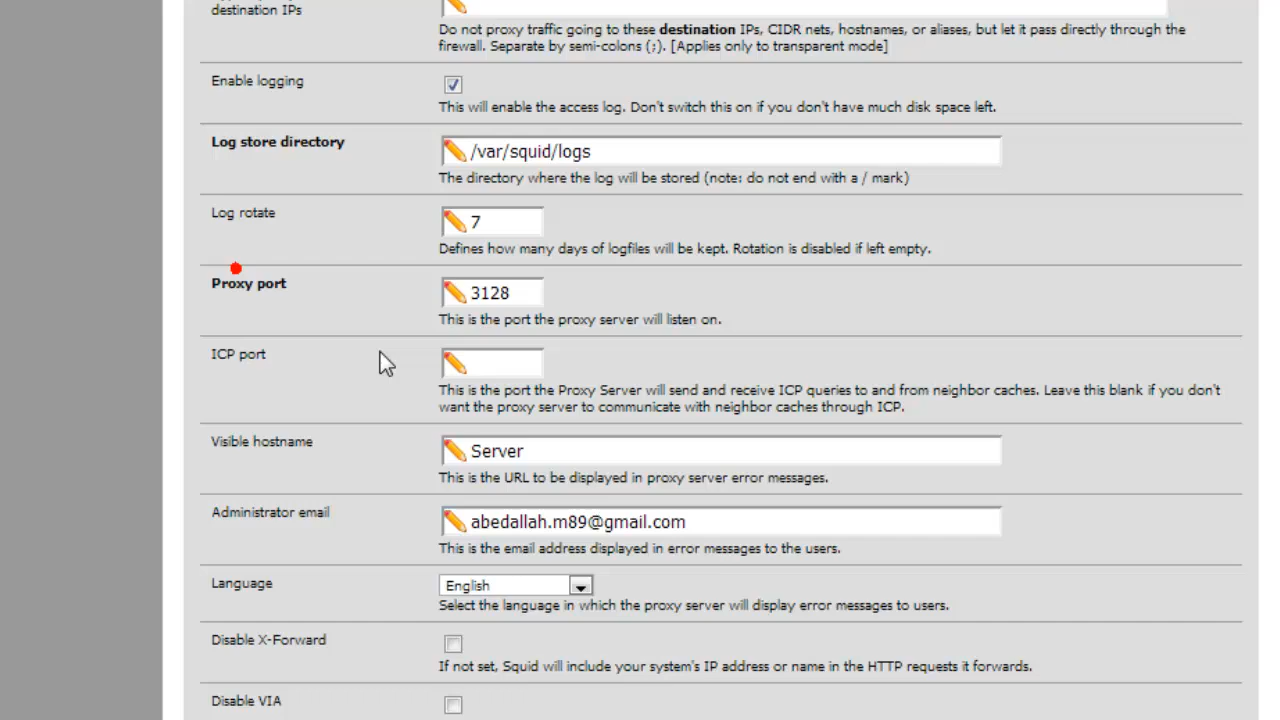 destination IPs
Do not proxy traffic going to these destination IPs, CIDR nets, hostnames, or aliases, but let it pass directly through the
firewall. Separate by semi-colons (;). [Applies only to transparent mode]
Enable logging
This will enable the access log. Don't switch this on if you don't have much disk space left.
Log store directory
/var/squid/logs
The directory where the log will be stored (note: do not end with a / mark)
Log rotate
7
Defines how many days of logfiles will be kept. Rotation is disabled if left empty.
Proxy port
3128
This is the port the proxy server will listen on.
ICP port
This is the port the Proxy Server will send and receive ICP queries to and from neighbor caches. Leave this blank if you don't
want the proxy server to communicate with neighbor caches through ICP.
Visible hostname
Server
This is the URL to be displayed in proxy server error messages.
Administrator email
abedallah.m89@gmail.com
This is the email address displayed in error messages to the users.
Language
English
Select the language in which the proxy server will display error messages to users.
Disable X-Forward
If not set, Squid will include your system's IP address or name in the HTTP requests it forwards.
Disable VIA